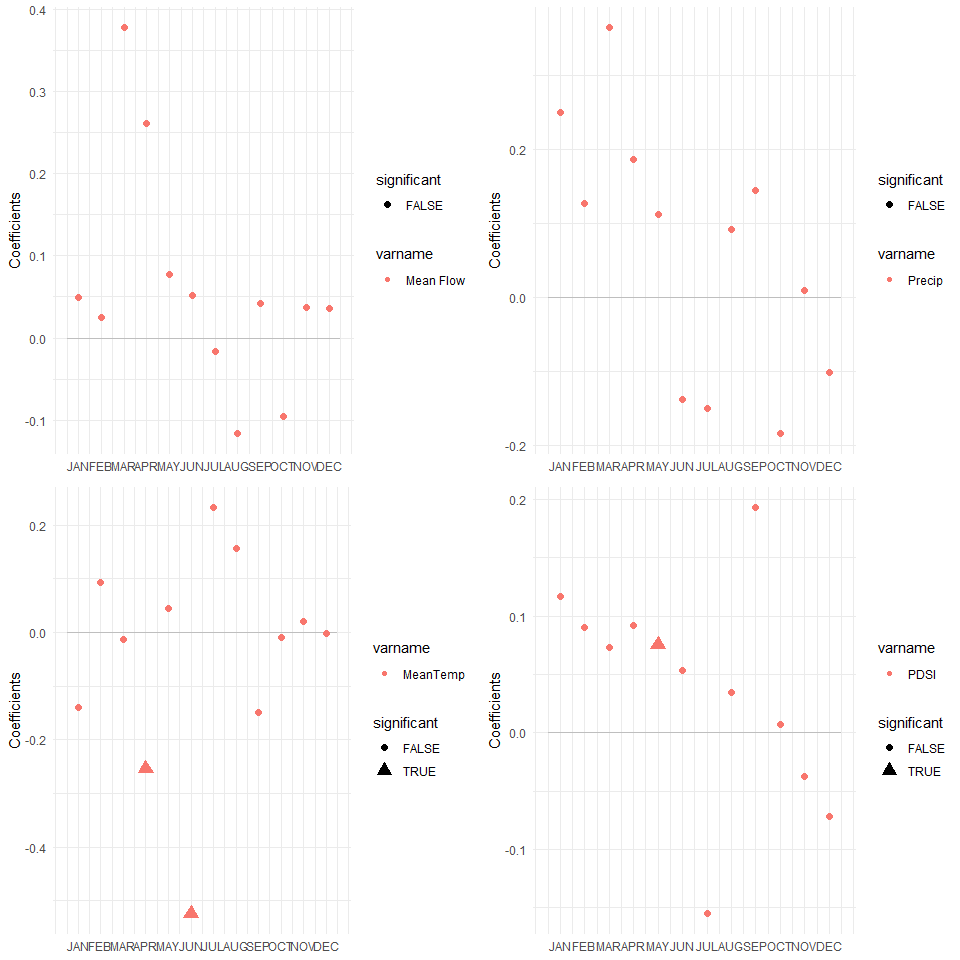 0.4
0.3
0.2
0.1
0.0
-0.1
Coefficients
JAN FEB MAR APR MAY JUN JUL AUG SEP OCT NOV DEC
significant
FALSE
varname
Mean Flow
0.2
0.0
-0.2
Coefficients
JAN FEB MAR APR MAY JUN JUL AUG SEP OCT NOV DEC
significant
FALSE
varname
Precip
0.2
0.0
-0.2
-0.4
Coefficients
JAN FEB MAR APR MAY JUN JUL AUG SEP OCT NOV DEC
varname
MeanTemp
significant
FALSE
TRUE
0.2
0.1
0.0
-0.1
Coefficients
JAN FEB MAR APR MAY JUN JUL AUG SEP OCT NOV DEC
varname
PDSI
significant
FALSE
TRUE